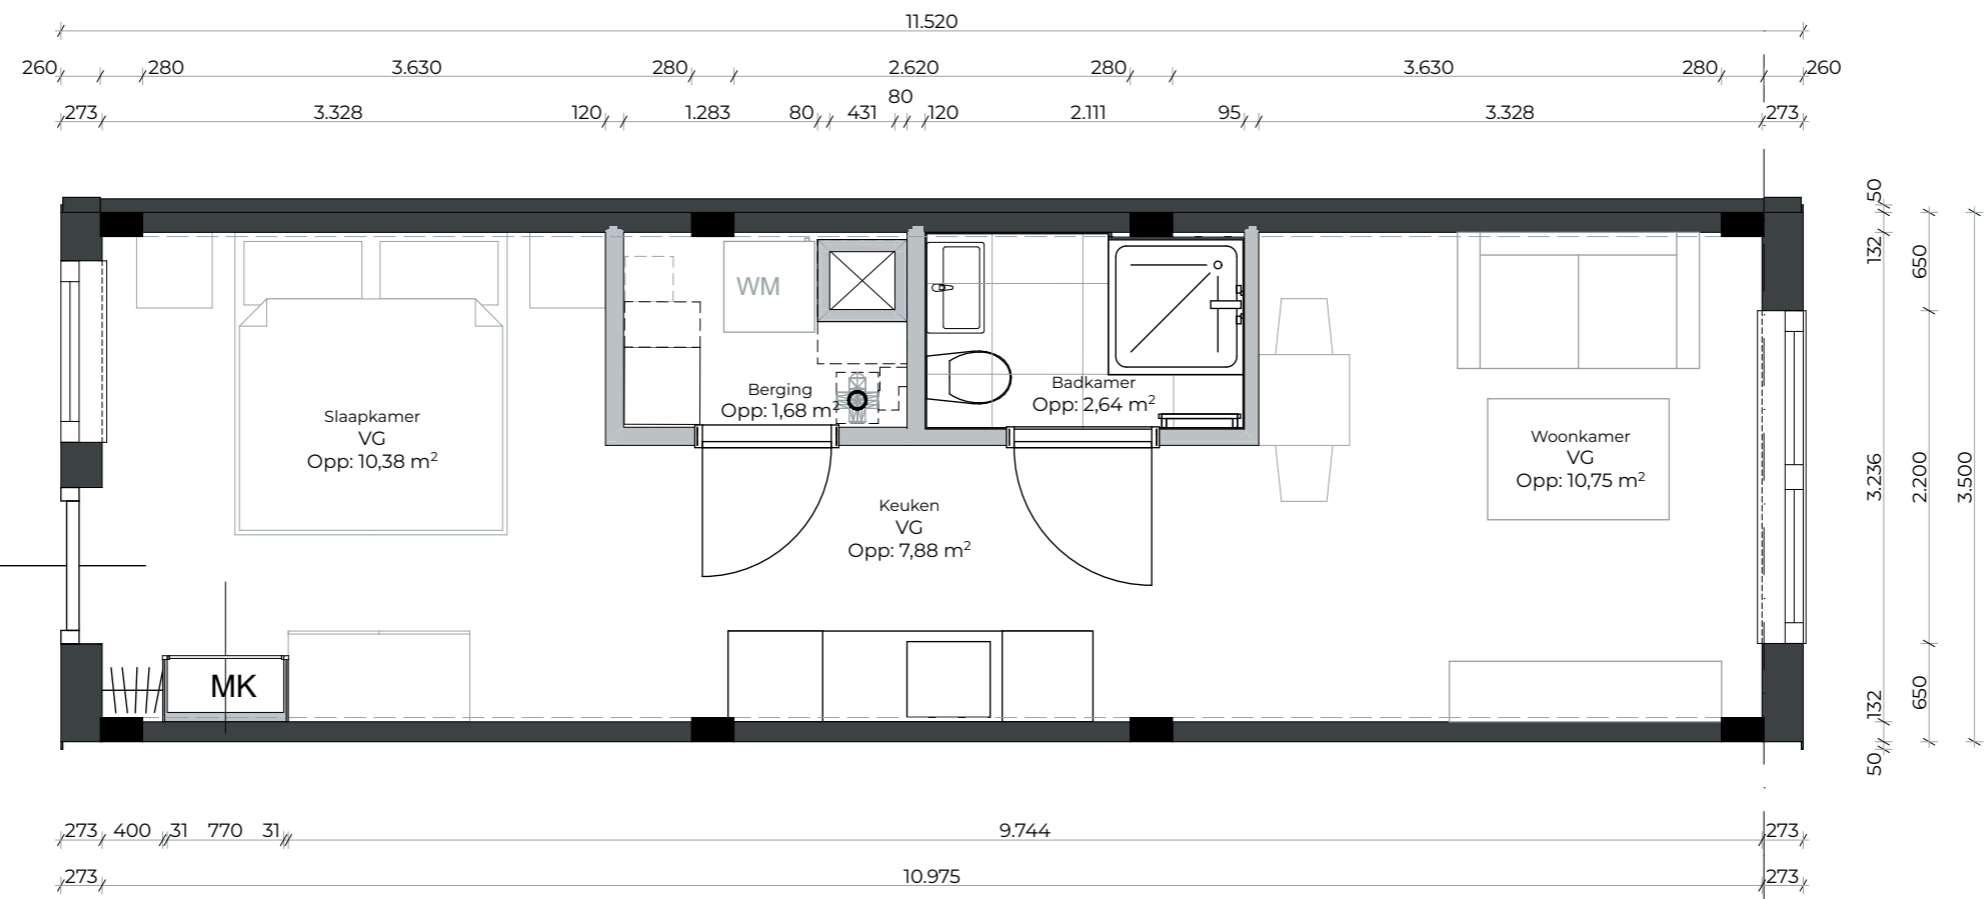 11.520
260 280 3.630 280 2.620 280 3.630 280 260
80
273 3.328 120 1.283 80 431 120 2.111 95 3.328 273
50
132
650
WM
Berging
Opp: 1,68 m²
Badkamer
Opp: 2,64 m²
Slaapkamer
VG
Opp: 10,38 m²
Woonkamer
VG
Opp: 10,75 m²
3.236
2.200
3.500
Keuken
VG
Opp: 7,88 m²
MK
132
650
50
273 400 31 770 31 9.744 273
273 10.975 273